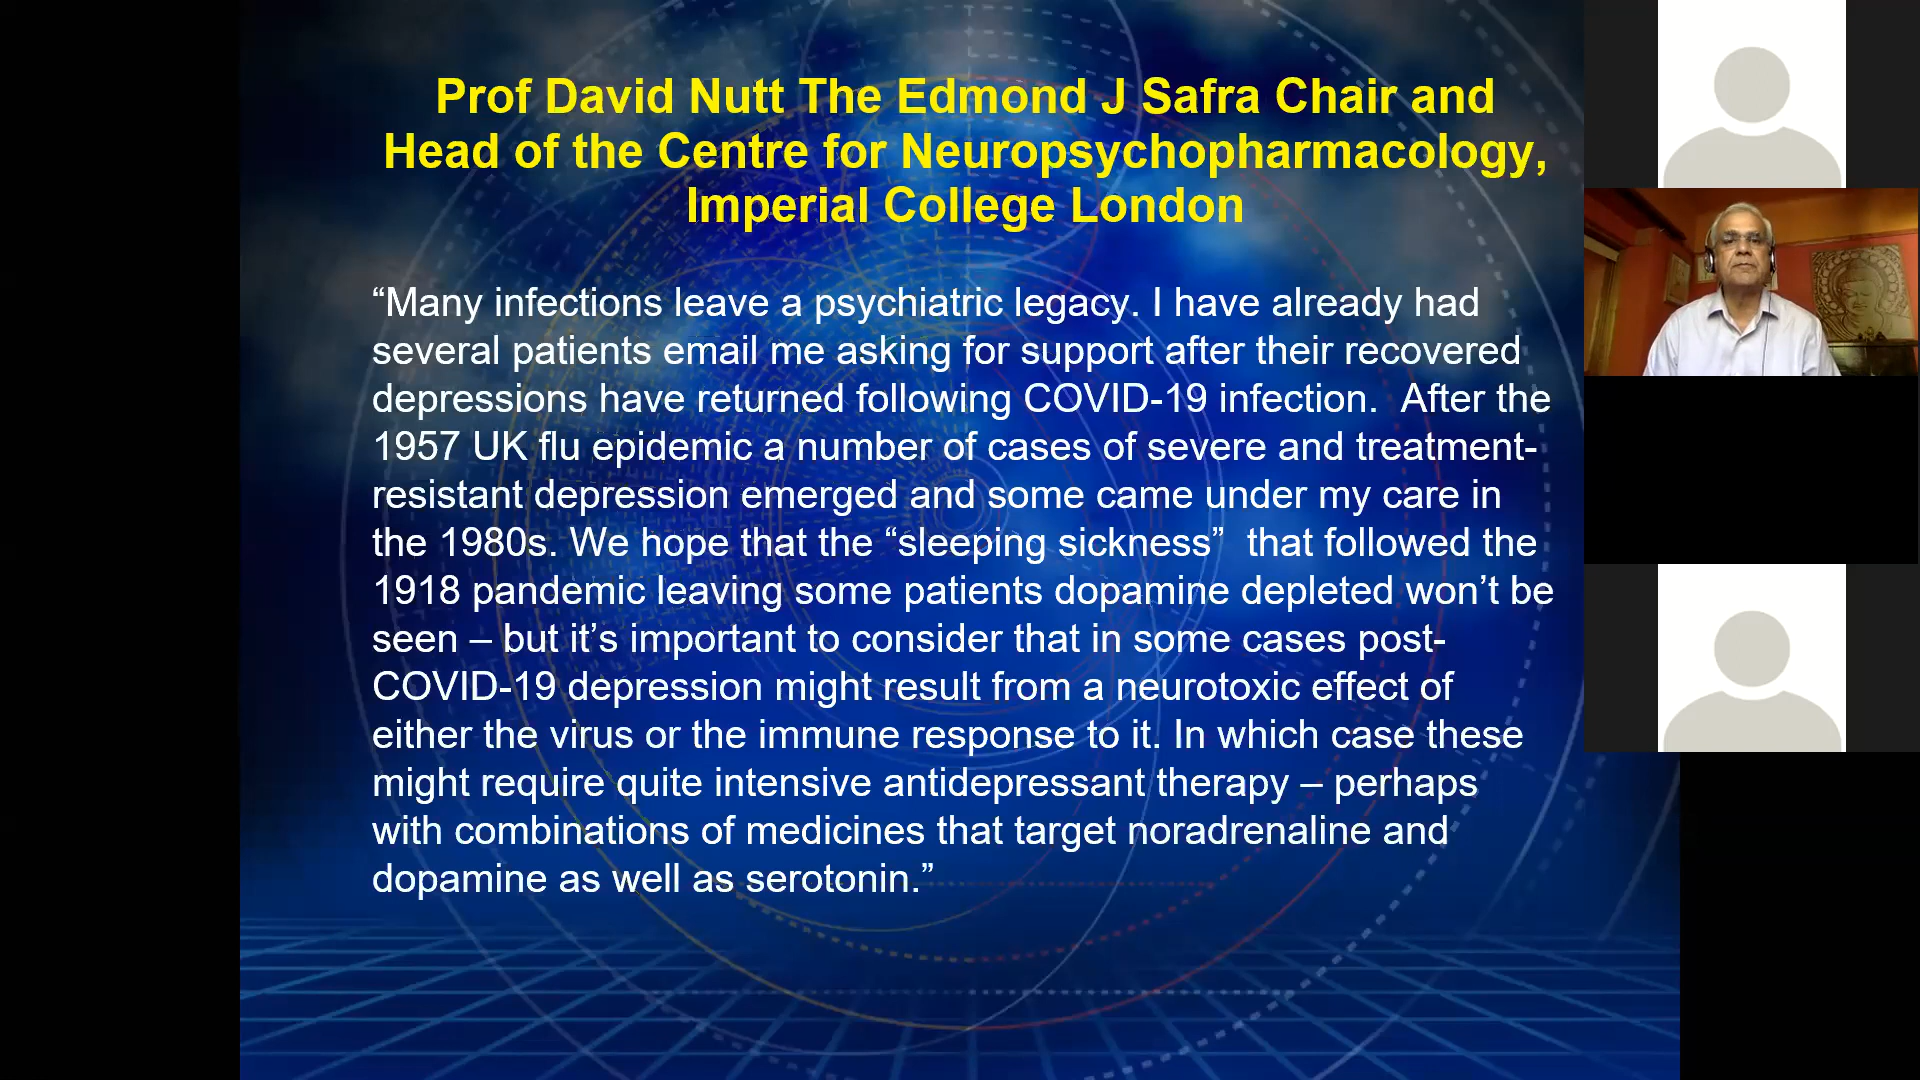 Prof David Nutt The Edmond J Safra Chair and
Head of the Centre for Neuropsychopharmacology,
Imperial College London
“Many infections leave a psychiatric legacy. I have already had
several patients email me asking for support after their recovered
depressions have returned following COVID-19 infection.  After the
1957 UK flu epidemic a number of cases of severe and treatment-
resistant depression emerged and some came under my care in
the 1980s. We hope that the “sleeping sickness”  that followed the
1918 pandemic leaving some patients dopamine depleted won’t be
seen – but it’s important to consider that in some cases post-
COVID-19 depression might result from a neurotoxic effect of
either the virus or the immune response to it. In which case these
might require quite intensive antidepressant therapy – perhaps
with combinations of medicines that target noradrenaline and
dopamine as well as serotonin.”